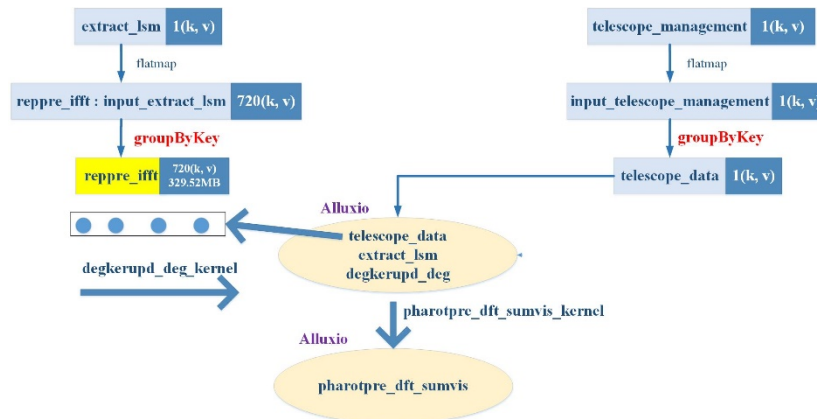 extract_lsm 1(k, v)
flatmap
reppre_ifft : input_extract_lsm 720(k, v)
groupByKey
reppre_ifft 720(k, v)
329.52MB
telescope_management 1(k, v)
flatmap
input_telescope_management 1(k, v)
groupByKey
telescope_data 1(k, v)
Alluxio
telescope_data
extract_lsm
degkerupd_deg
degkerupd_deg_kernel
pharotpre_dft_sumvis_kernel
Alluxio
pharotpre_dft_sumvis